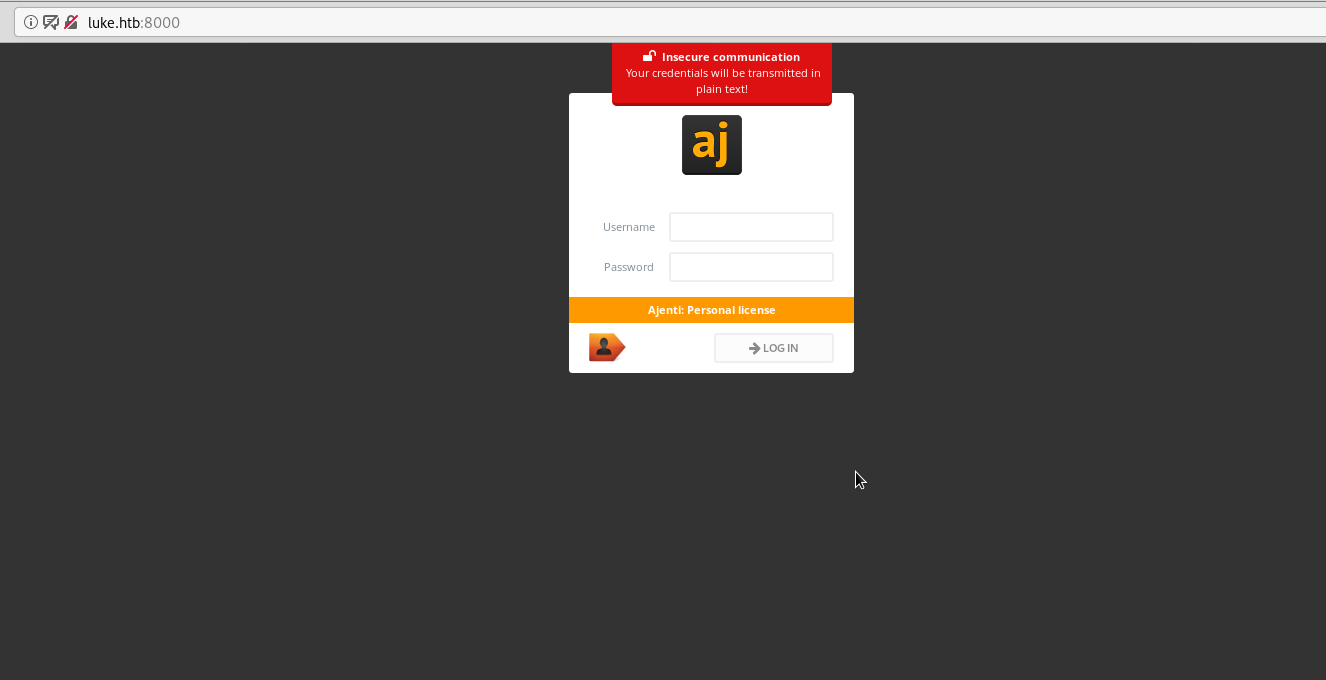 luke.htb:8000
Insecure communication
Your credentials will be transmitted in
plain text!
aj
Username
Password
Ajenti: Personal license
LOG IN